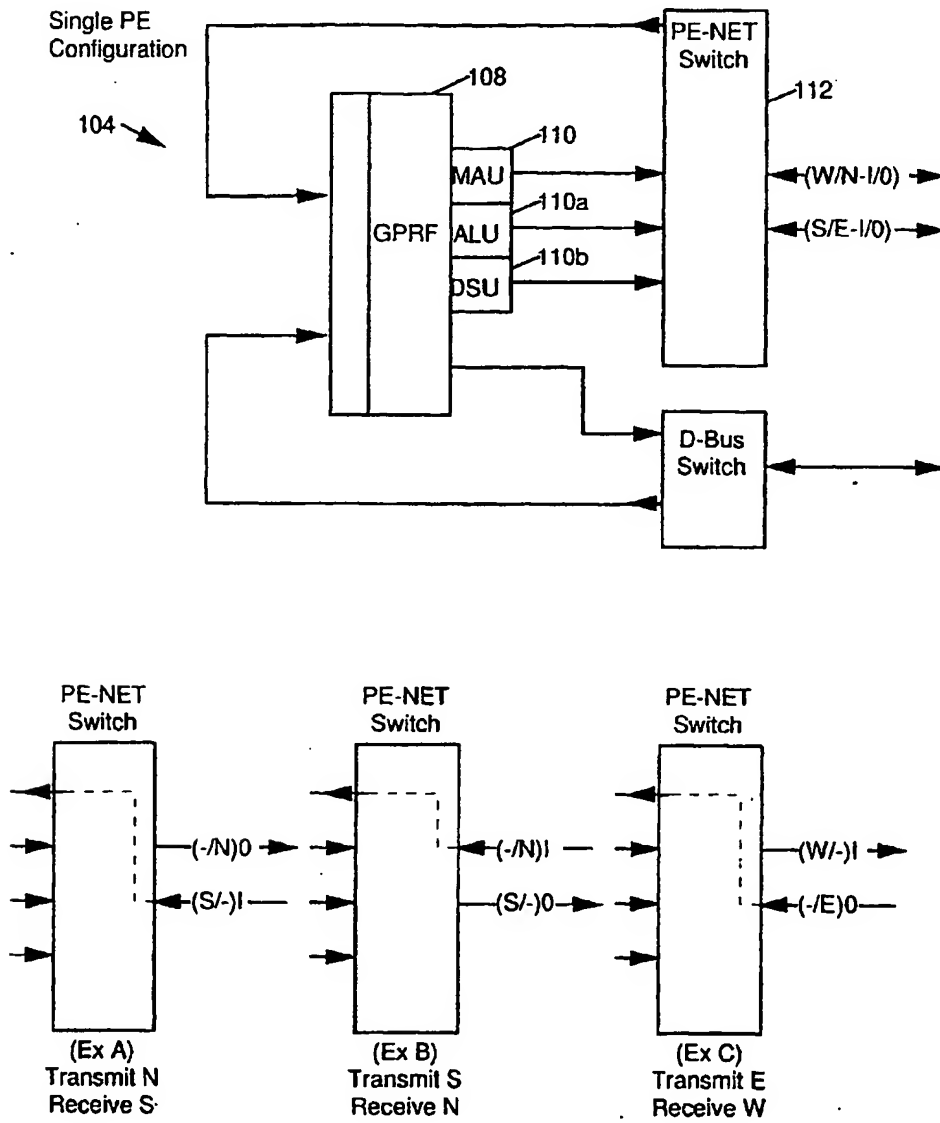 Single PE
Configuration
PE-NET
Switch
108
112
104
110
MAU
(W/N-I/0)
110a
GPRF
ALU
(S/E-I/0)
110b
DSU
D-Bus
Switch
PE-NET
Switch
PE-NET
Switch
PE-NET
Switch
(-/N)0
(-/N)I
(W/-)I
(S/-)I
(S/-)0
(-/E)0
(Ex A)
Transmit N
Receive S
(Ex B)
Transmit S
Receive N
(Ex C)
Transmit E
Receive W